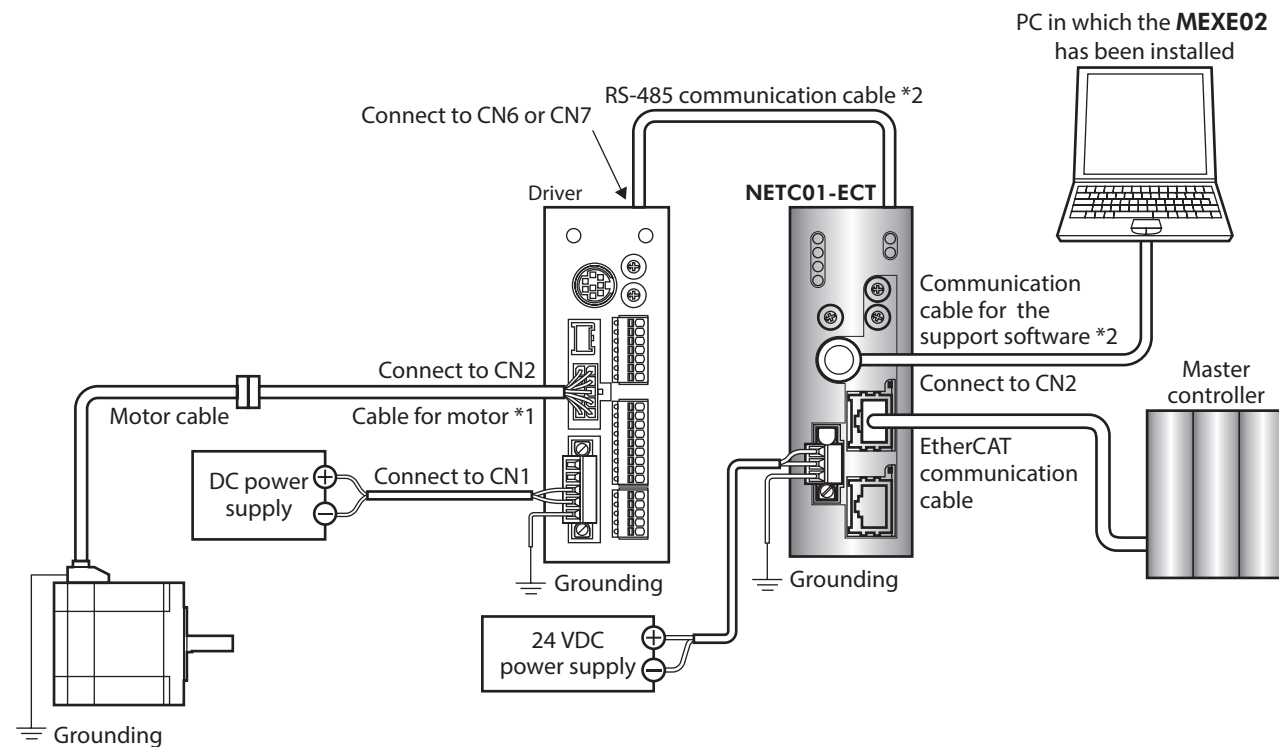 PC in which the MEXE02
has been installed
RS-485 communication cable *2
Connect to CN6 or CN7
Driver
NETC01-ECT
Communication
cable for the
support software *2
Connect to CN2
Connect to CN2
Master
controller
Motor cable
Cable for motor *1
EtherCAT
communication
cable
DC power
supply
Connect to CN1
Grounding
Grounding
24 VDC
power supply
Grounding